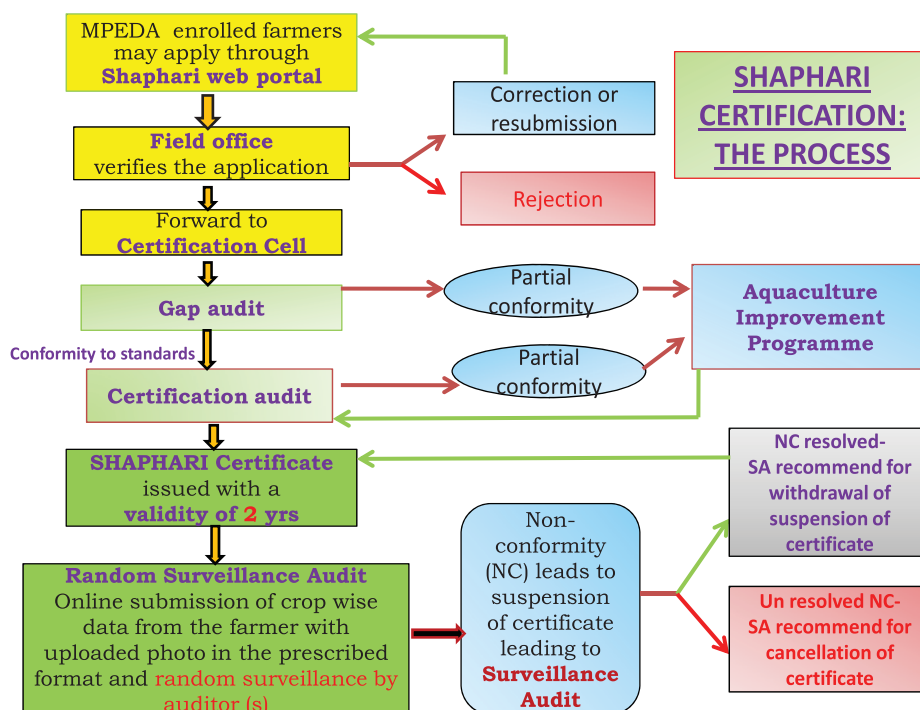 MPEDA enrolled farmers
may apply through
Shaphari web portal
Correction or
resubmission
SHAPHARI
CERTIFICATION:
THE PROCESS
Field office
verifies the application
Rejection
Forward to
Certification Cell
Gap audit
Partial
conformity
Aquaculture
Improvement
Programme
Conformity to standards
Partial
conformity
Certification audit
SHAPHARI Certificate
issued with a
validity of 2 yrs
NC resolved-
SA recommend for
withdrawal of
suspension of
certificate
Random Surveillance Audit
Online submission of crop wise
data from the farmer with
uploaded photo in the prescribed
format and random surveillance by
auditor (s)
Non-
conformity
(NC) leads to
suspension
of certificate
leading to
Surveillance
Audit
Un resolved NC-
SA recommend for
cancellation of
certificate